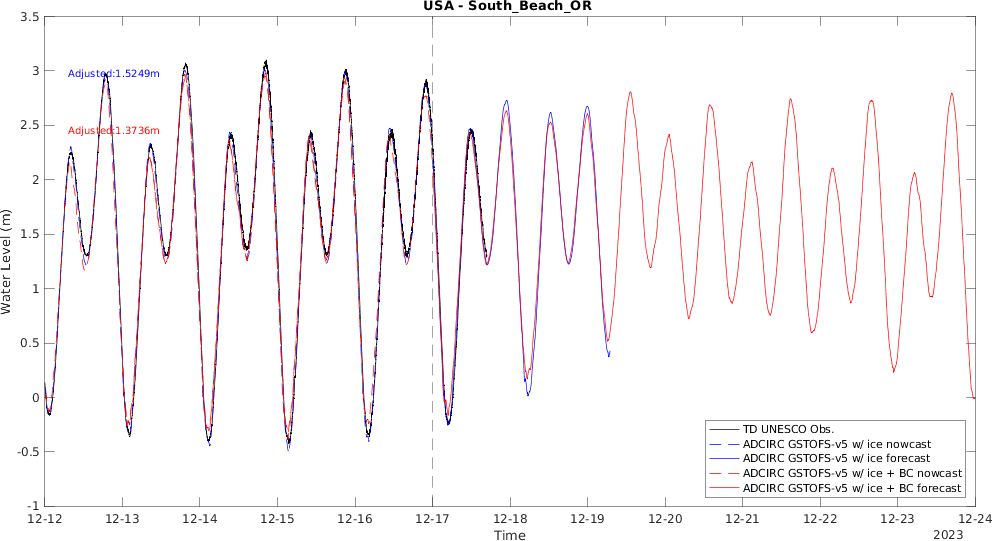 USA - South_Beach_OR
3.5
3
2.5
2
1.5
1
0.5
0
-0.5
-1
Water Level (m)
Adjusted:1.5249m
Adjusted:1.3736m
TD UNESCO Obs.
ADCIRC GSTOFS-v5 w/ ice nowcast
ADCIRC GSTOFS-v5 w/ ice forecast
ADCIRC GSTOFS-v5 w/ ice + BC nowcast
ADCIRC GSTOFS-v5 w/ ice + BC forecast
12-12 12-13 12-14 12-15 12-16 12-17 12-18 12-19 12-20 12-21 12-22 12-23 12-24
Time
2023